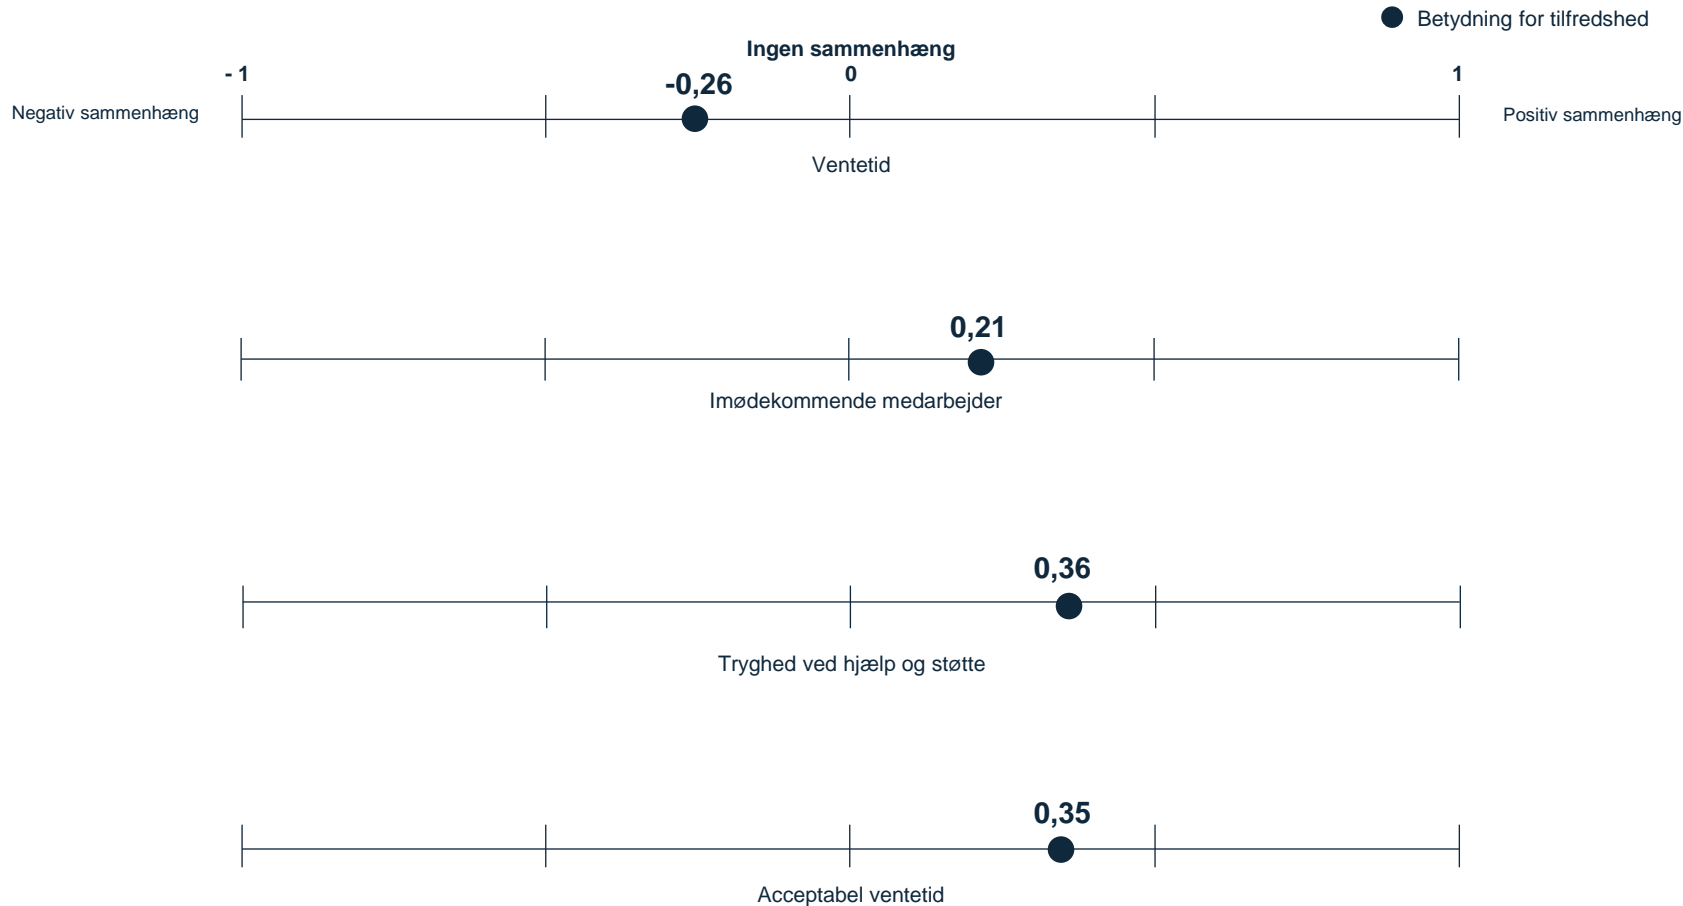 Betydning for tilfredshed
Ingen sammenhæng
- 1
0
1
-0,26
Negativ sammenhæng
Positiv sammenhæng
Ventetid
0,21
Imødekommende medarbejder
0,36
Tryghed ved hjælp og støtte
0,35
Acceptabel ventetid